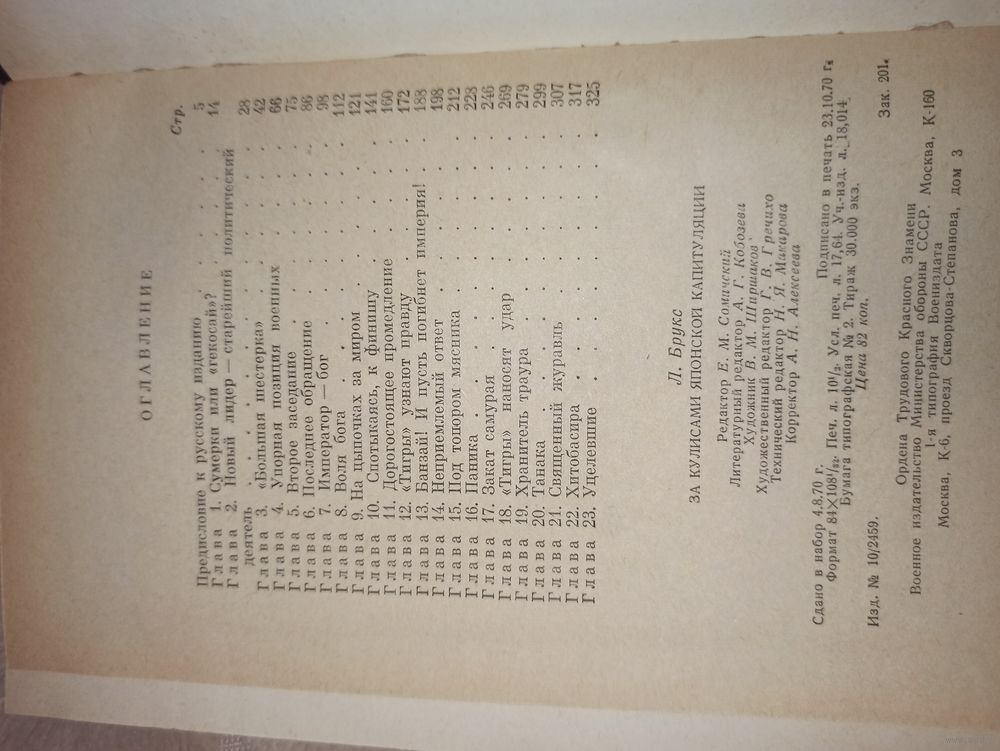 ОГЛАВЛЕНИЕ
Стр.
Предисловие к русскому изданию . . . . . 5
Глава 1. Сумерки или «гекосай»? . . . . 14
Глава 2. Новый лидер — старейший политический
деятель . . . . . . . . 28
Глава 3. «Большая шестерка» . . . . . 42
Глава 4. Упорная позиция военных . . . . 66
Глава 5. Второе заседание . . . . . 75
Глава 6. Последнее обращение . . . . . 86
Глава 7. Император — бог . . . . . 98
Глава 8. Воля бога . . . . . . . 112
Глава 9. На цыпочках за миром . . . . . 121
Глава 10. Спотыкаясь, к финишу . . . . . 141
Глава 11. Дорогостоящее промедление . . . . 160
Глава 12. «Тигры» узнают правду . . . . . 172
Глава 13. Банзай! И пусть погибнет империя! . . 188
Глава 14. Неприемлемый ответ . . . . . 198
Глава 15. Под топором мясника . . . . . 212
Глава 16. Паника . . . . . . . 228
Глава 17. Закат самурая . . . . . . 246
Глава 18. «Тигры» наносят удар . . . . . 269
Глава 19. Хранитель траура . . . . . 279
Глава 20. Танака . . . . . . . 299
Глава 21. Священный журавль . . . . . 307
Глава 22. Хитобасира . . . . . . 317
Глава 23. Уцелевшие . . . . . . 325
Л. Брукс
ЗА КУЛИСАМИ ЯПОНСКОЙ КАПИТУЛЯЦИИ
Редактор Е. М. Сомичский
Литературный редактор А. Г. Кобозева
Художник В. М. Ширшаков
Художественный редактор Г. В. Гречихо
Технический редактор Н. Я. Макарова
Корректор А. Н. Алексеева
Сдано в набор 4.8.70 г. Подписано в печать 23.10.70 г.
Формат 84×108¹/₃₂. Печ. л. 10¹/₂. Усл. печ. л. 17,64. Уч.-изд. л. 18,014.
Бумага типографская № 2. Тираж 30.000 экз.
Цена 82 коп.
Изд. № 10/2459. Зак. 201.
Ордена Трудового Красного Знамени
Военное издательство Министерства обороны СССР. Москва, К-160
1-я типография Воениздата
Москва, К-6, проезд Скворцова-Степанова, дом 3